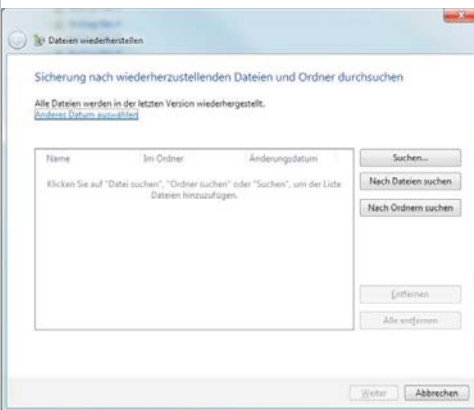 Dateien wiederherstellen
Sicherung nach wiederherzustellenden Dateien und Ordner durchsuchen
Alle Dateien werden in der letzten Version wiederhergestellt.
Anderes Datum auswählen
Name Im Ordner Änderungsdatum
Klicken Sie auf "Datei suchen", "Ordner suchen" oder "Suchen", um der Liste
Dateien hinzuzufügen.
Suchen...
Nach Dateien suchen
Nach Ordnern suchen
Entfernen
Alle entfernen
Weiter Abbrechen